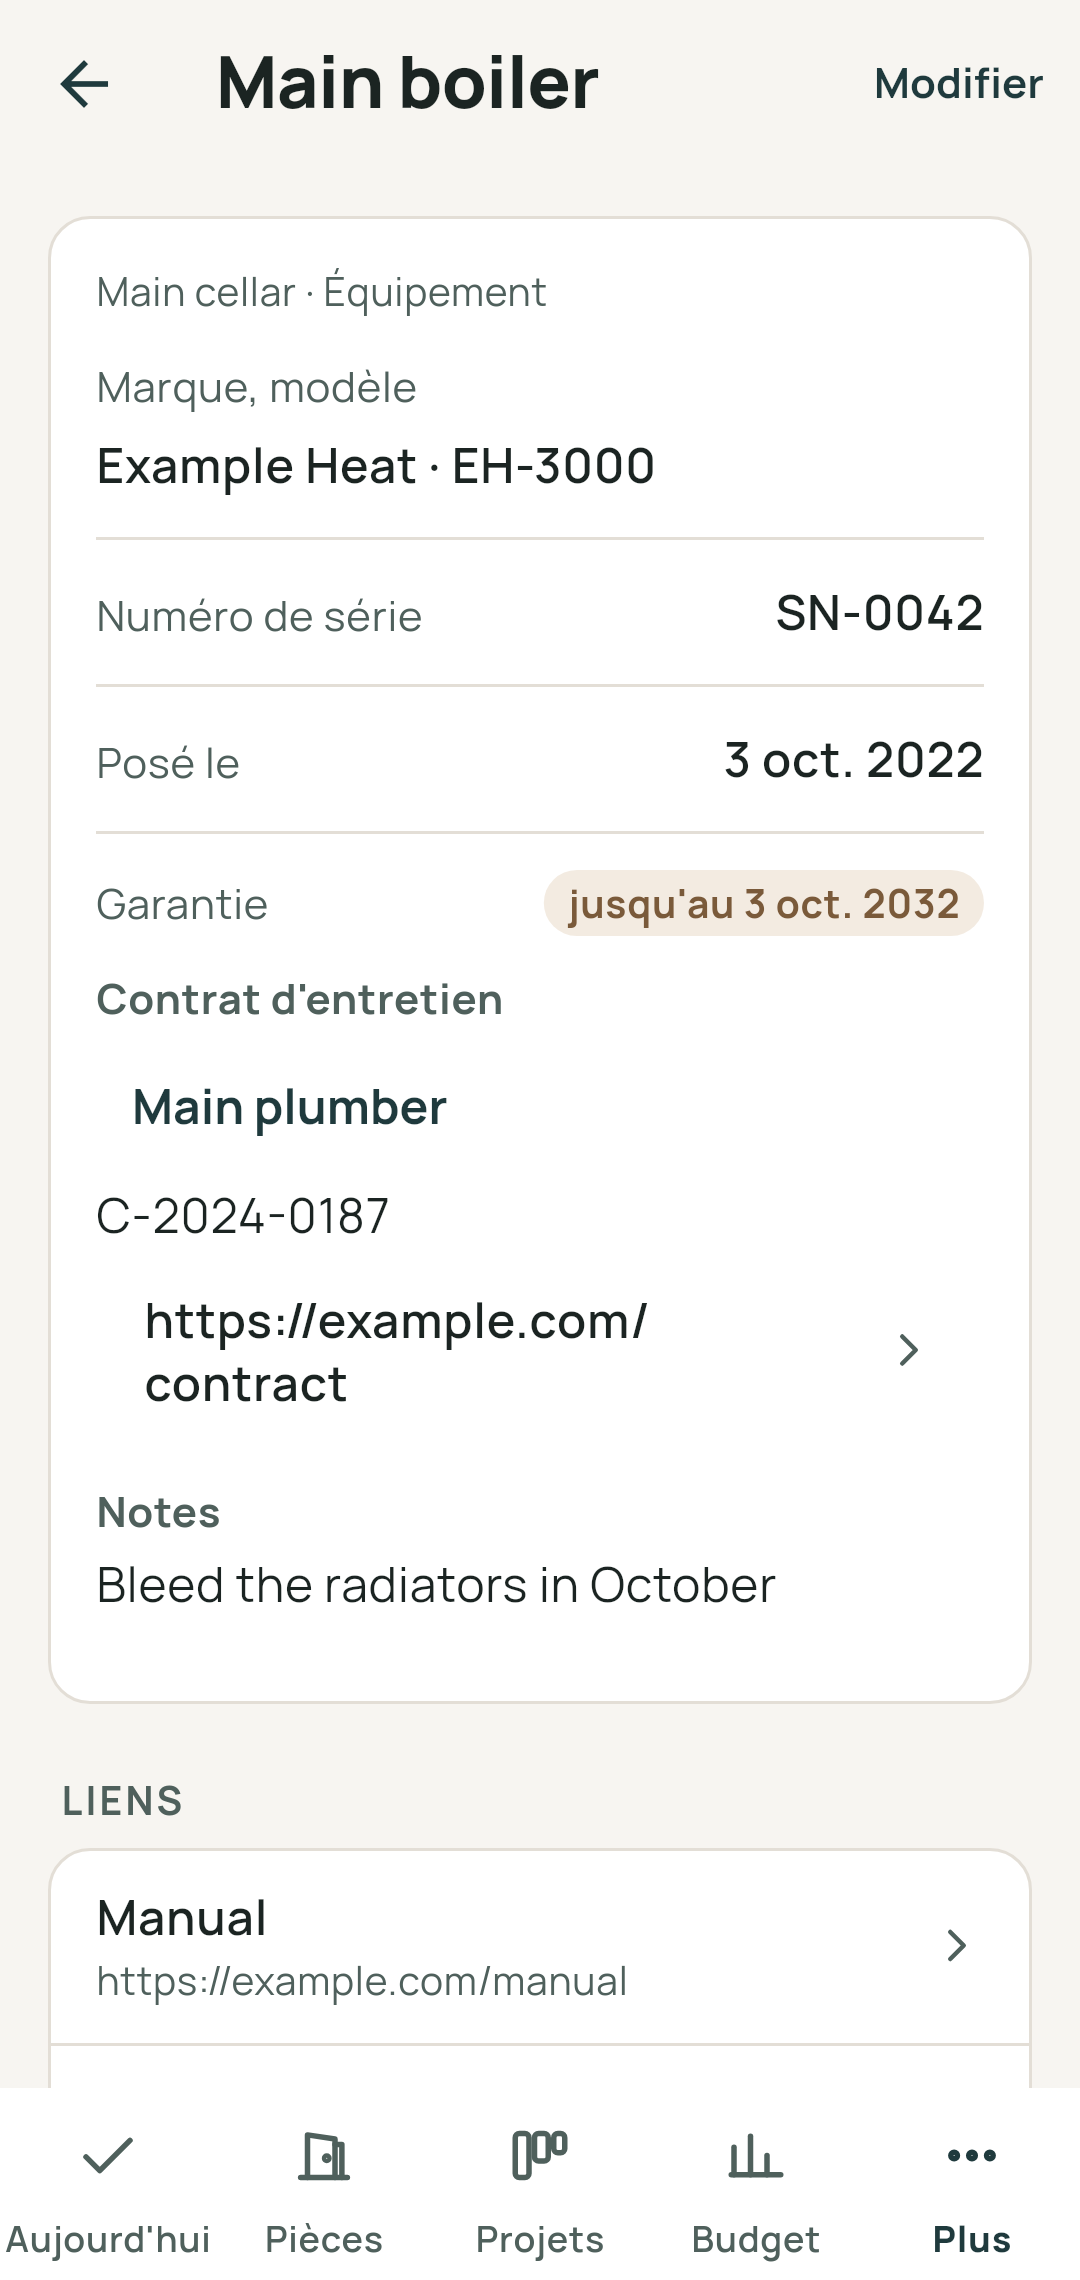 Main boiler
Modifier
Main cellar · Équipement
Marque, modèle
Example Heat · EH-3000
Numéro de série
SN-0042
Posé le
3 oct. 2022
Garantie
jusqu'au 3 oct. 2032
Contrat d'entretien
Main plumber
C-2024-0187
https://example.com/
contract
Notes
Bleed the radiators in October
LIENS
Manual
https://example.com/manual
Aujourd'hui
Pièces
Projets
Budget
Plus